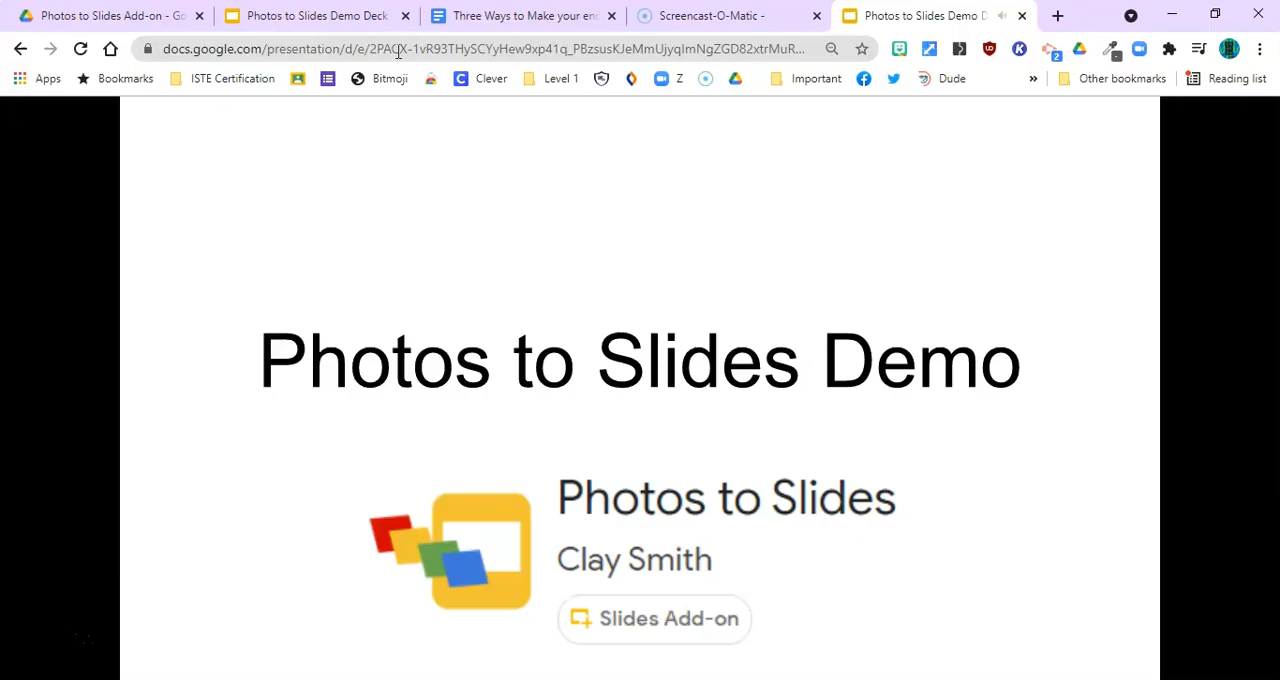 Photos to Slides Add-on - Go
Photos to Slides Demo Deck
Three Ways to Make your end
Screencast-O-Matic -
Photos to Slides Demo D
docs.google.com/presentation/d/e/2PACX-1vR93THySCYyHew9xp41q_PBzsusKJeMmUjyqImNgZGD82xtrMuR...
2
Apps
Bookmarks
ISTE Certification
Bitmoji
Clever
Level 1
Z
Important
Dude
»
Other bookmarks
Reading list
Photos to Slides Demo
Photos to Slides
Clay Smith
Slides Add-on